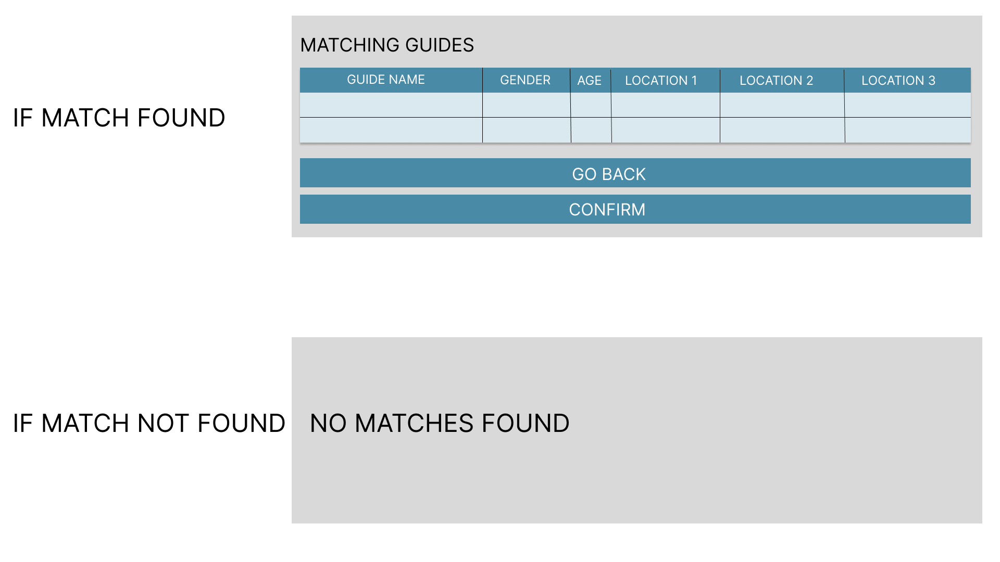 MATCHING GUIDES
GUIDE NAME GENDER AGE LOCATION 1 LOCATION 2 LOCATION 3
IF MATCH FOUND
GO BACK
CONFIRM
IF MATCH NOT FOUND
NO MATCHES FOUND